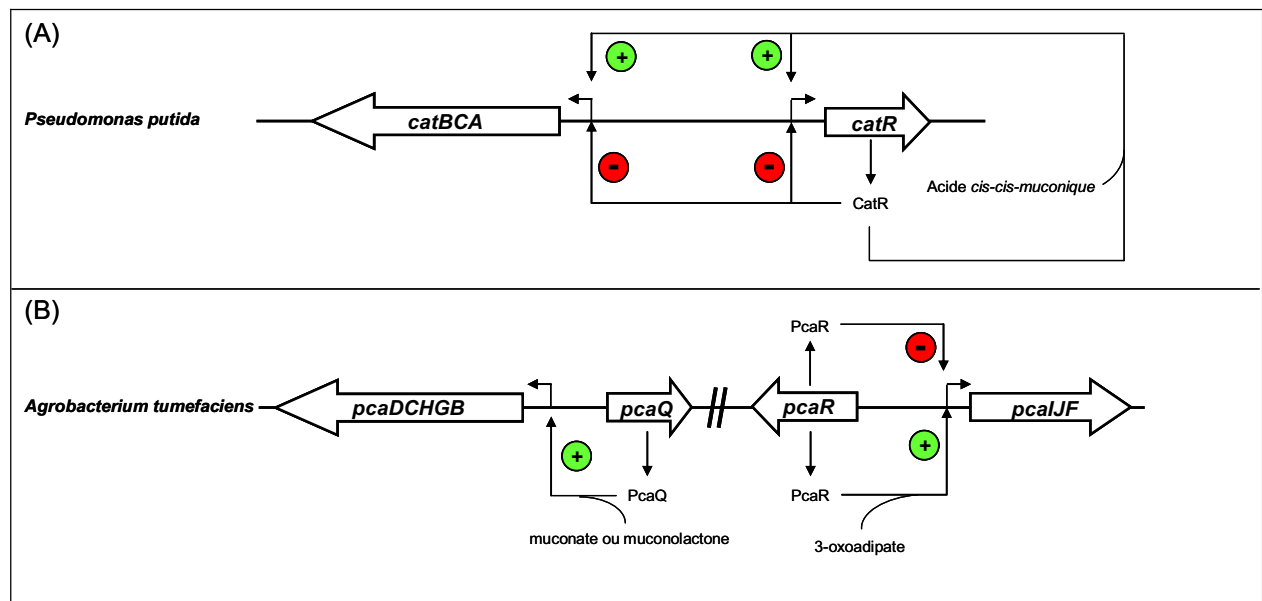 (A)
+
+
Pseudomonas putida
catBCA
catR
-
-
Acide cis-cis-muconique
CatR
(B)
PcaR
-
Agrobacterium tumefaciens
pcaDCHGB
pcaQ
pcaR
pcaIJF
+
+
PcaQ
PcaR
muconate ou muconolactone
3-oxoadipate